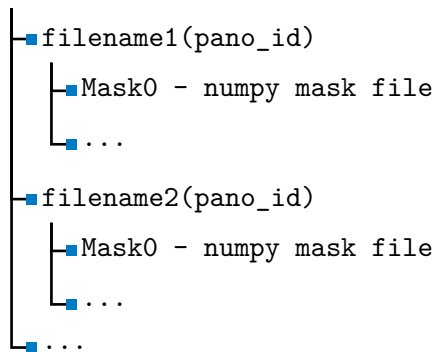 filename1(pano_id)
Mask0 - numpy mask file
...
filename2(pano_id)
Mask0 - numpy mask file
...
...